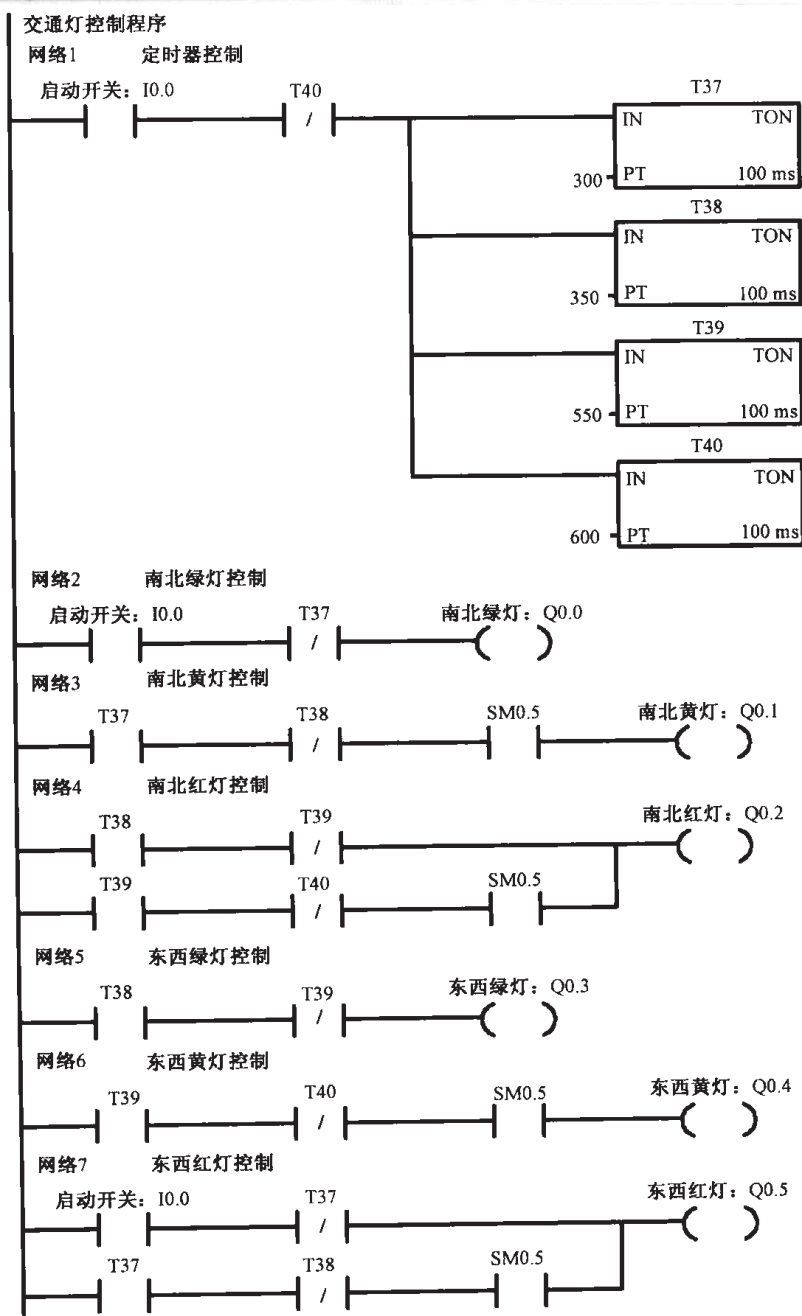 交通灯控制程序
网络1 定时器控制
启动开关：I0.0 T40 T37
/ IN TON
300 PT 100 ms
T38
IN TON
350 PT 100 ms
T39
IN TON
550 PT 100 ms
T40
IN TON
600 PT 100 ms
网络2 南北绿灯控制
启动开关：I0.0 T37 南北绿灯：Q0.0
/
网络3 南北黄灯控制
T37 T38 SM0.5 南北黄灯：Q0.1
/
网络4 南北红灯控制
T38 T39 南北红灯：Q0.2
/
T39 T40 SM0.5
/
网络5 东西绿灯控制
T38 T39 东西绿灯：Q0.3
/
网络6 东西黄灯控制
T39 T40 SM0.5 东西黄灯：Q0.4
/
网络7 东西红灯控制
启动开关：I0.0 T37 东西红灯：Q0.5
/
T37 T38 SM0.5
/